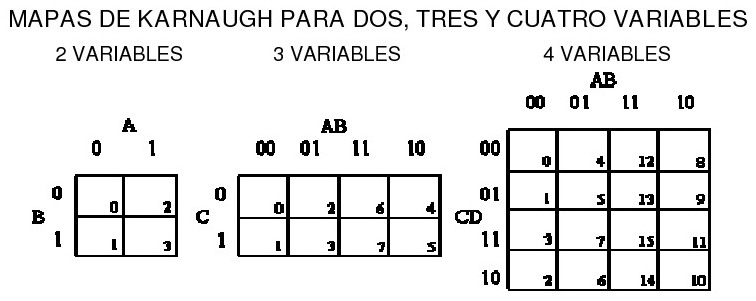 MAPAS DE KARNAUGH PARA DOS, TRES Y CUATRO VARIABLES
2 VARIABLES 3 VARIABLES 4 VARIABLES
A
0 1
B
0 0 2
1 1 3
AB
00 01 11 10
C
0 0 2 6 4
1 1 3 7 5
AB
00 01 11 10
CD
00 0 4 12 8
01 1 5 13 9
11 3 7 15 11
10 2 6 14 10